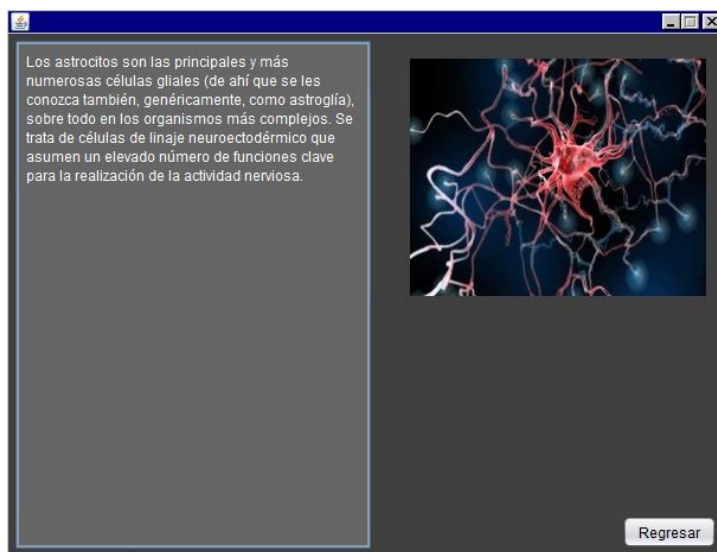 Los astrocitos son las principales y más
numerosas células gliales (de ahí que se les
conozca también, genéricamente, como astroglía),
sobre todo en los organismos más complejos. Se
trata de células de linaje neuroectodérmico que
asumen un elevado número de funciones clave
para la realización de la actividad nerviosa.
Regresar